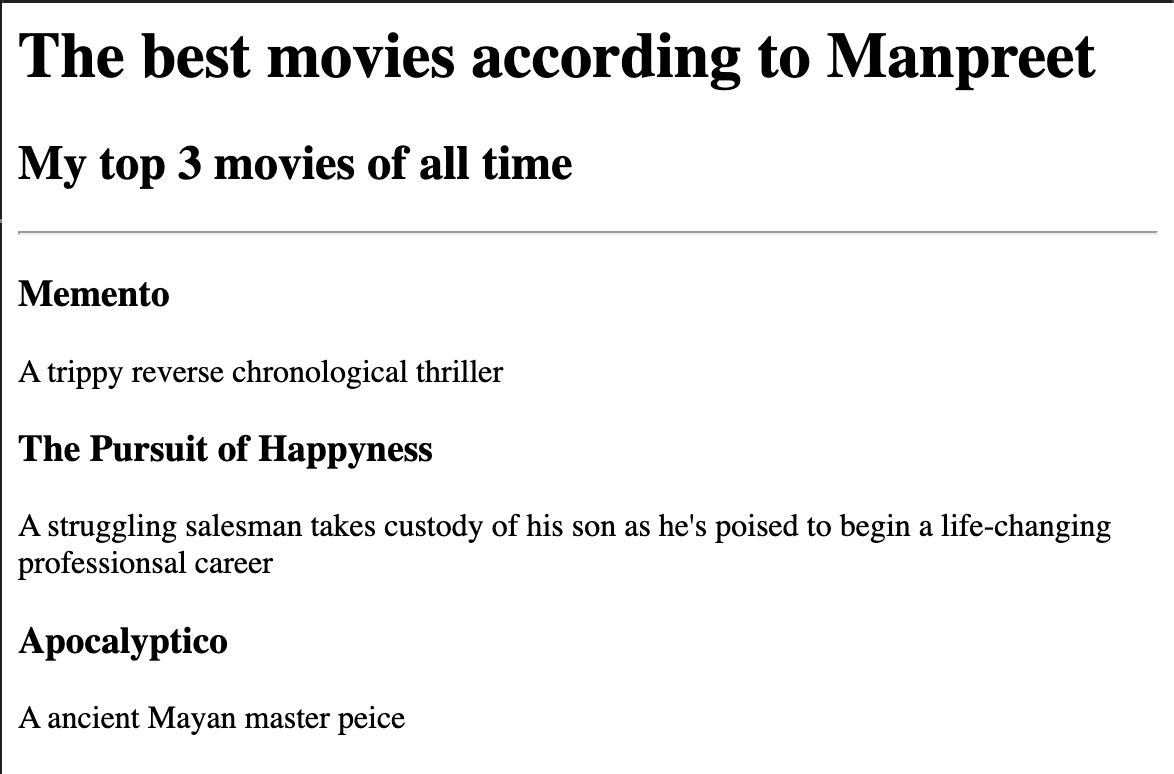 The best movies according to Manpreet
My top 3 movies of all time
Memento
A trippy reverse chronological thriller
The Pursuit of Happyness
A struggling salesman takes custody of his son as he's poised to begin a life-changing
professionsal career
Apocalyptico
A ancient Mayan master peice